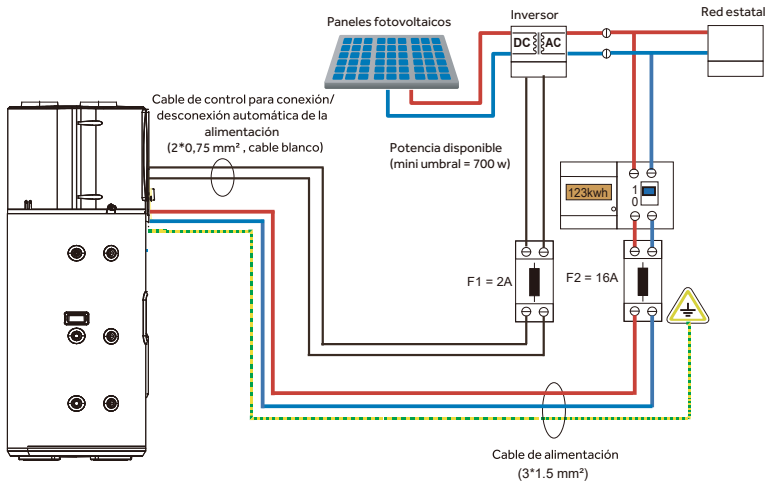 Paneles fotovoltaicos
Inversor
Red estatal
DC AC
Cable de control para conexión/
desconexión automática de la
alimentación
(2*0,75 mm² , cable blanco)
Potencia disponible
(mini umbral = 700 w)
123kwh
1
0
F1 = 2A
F2 = 16A
Cable de alimentación
(3*1.5 mm²)